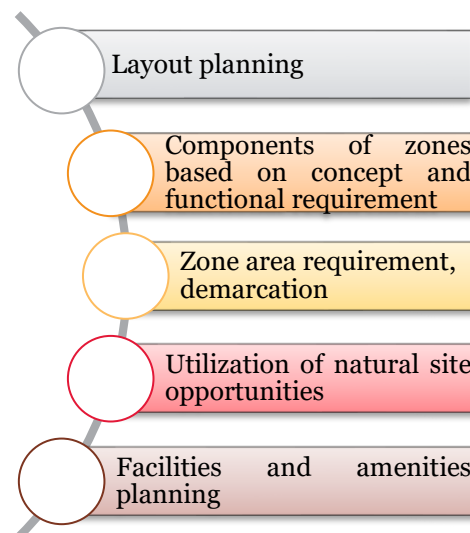 Layout planning
Components of zones
based on concept and
functional requirement
Zone area requirement,
demarcation
Utilization of natural site
opportunities
Facilities and amenities
planning